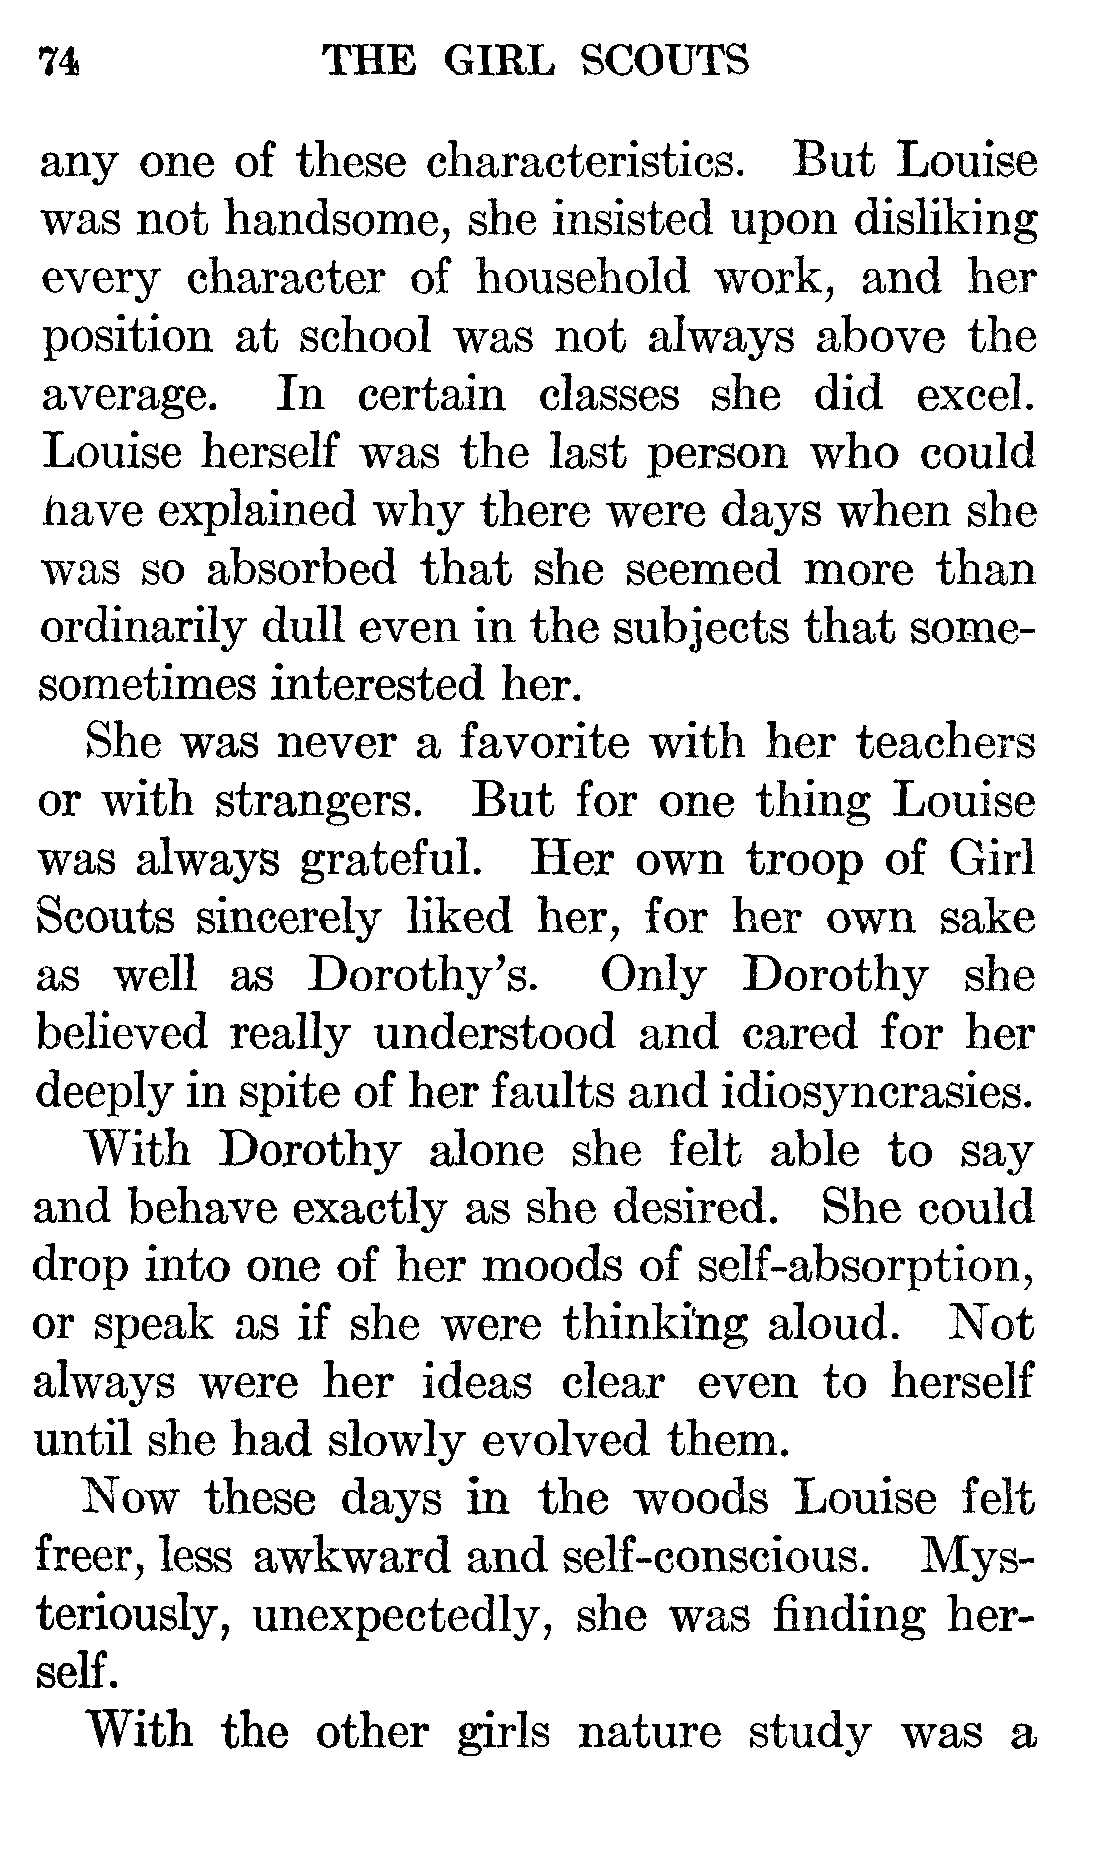 74 THE GIRL SCOUTS
any one of these characteristics. But Louise
was not handsome, she insisted upon disliking
every character of household work, and her
position at school was not always above the
average. In certain classes she did excel.
Louise herself was the last person who could
have explained why there were days when she
was so absorbed that she seemed more than
ordinarily dull even in the subjects that some-
sometimes interested her.
She was never a favorite with her teachers
or with strangers. But for one thing Louise
was always grateful. Her own troop of Girl
Scouts sincerely liked her, for her own sake
as well as Dorothy's. Only Dorothy she
believed really understood and cared for her
deeply in spite of her faults and idiosyncrasies.
With Dorothy alone she felt able to say
and behave exactly as she desired. She could
drop into one of her moods of self-absorption,
or speak as if she were thinking aloud. Not
always were her ideas clear even to herself
until she had slowly evolved them.
Now these days in the woods Louise felt
freer, less awkward and self-conscious. Mys-
teriously, unexpectedly, she was finding her-
self.
With the other girls nature study was a